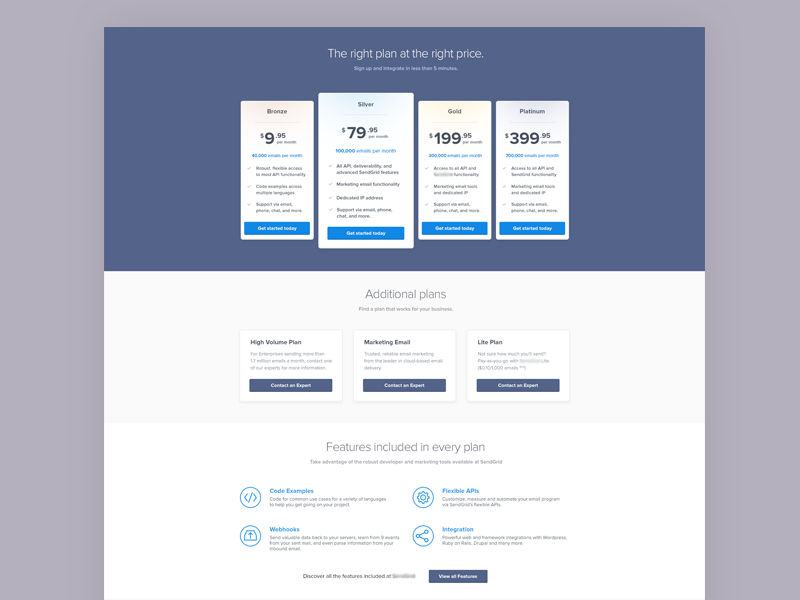 The right plan at the right price.
Sign up and integrate in less than 5 minutes.
Bronze
$9.95
per month
40,000 emails per month
Robust, flexible access
to most API functionality
Code examples across
multiple languages
Support via email,
phone, chat, and more.
Get started today
Silver
$79.95
per month
100,000 emails per month
All API, deliverability, and
advanced SendGrid features
Marketing email functionality
Dedicated IP address
Support via email, phone,
chat, and more.
Get started today
Gold
$199.95
per month
300,000 emails per month
Access to all API and
functionality
Marketing email tools
and dedicated IP
Support via email,
phone, chat, and more.
Get started today
Platinum
$399.95
per month
700,000 emails per month
Access to all API and
SendGrid functionality
Marketing email tools
and dedicated IP
Support via email,
phone, chat, and more.
Get started today
Additional plans
Find a plan that works for your business.
High Volume Plan
For Enterprises sending more than
1.7 million emails a month, contact one
of our experts for more information.
Contact an Expert
Marketing Email
Trusted, reliable email marketing
from the leader in cloud-based email
delivery.
Contact an Expert
Lite Plan
Not sure how much you'll send?
Pay-as-you-go with Lite.
($0.10/1,000 emails
Contact an Expert
Features included in every plan
Take advantage of the robust developer and marketing tools available at SendGrid
Code Examples
Code for common use cases for a variety of languages
to help you get going on your project
Flexible APIs
Customize, measure and automate your email program
via SendGrid's flexible APIs.
Webhooks
Send valuable data back to your servers, learn from 9 events
from your sent mail, and even parse information from your
inbound email.
Integration
Powerful web and framework integrations with Wordpress,
Ruby on Rails, Drupal and many more.
Discover all the features included at
View all Features